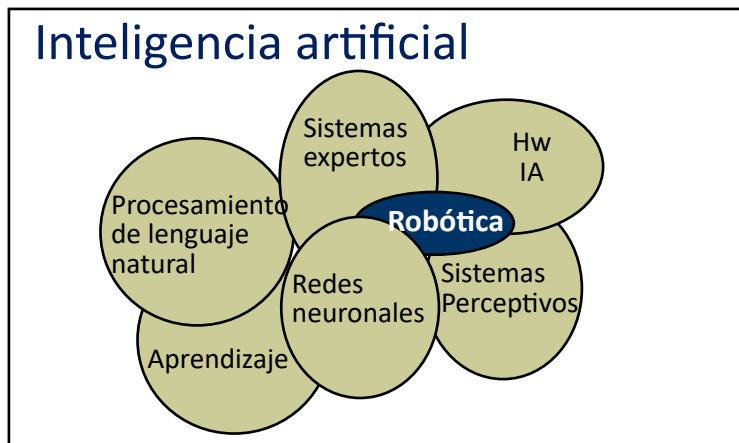 Inteligencia artificial
Sistemas
expertos
Hw
IA
Procesamiento
de lenguaje
natural
Robótica
Redes
neuronales
Sistemas
Perceptivos
Aprendizaje